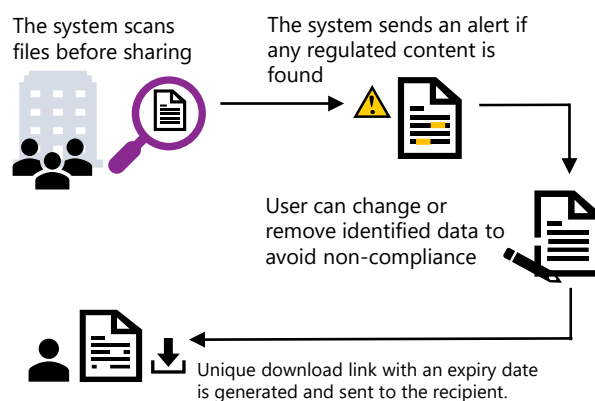 The system scans
files before sharing
The system sends an alert if
any regulated content is
found
User can change or
remove identified data to
avoid non-compliance
Unique download link with an expiry date
is generated and sent to the recipient.